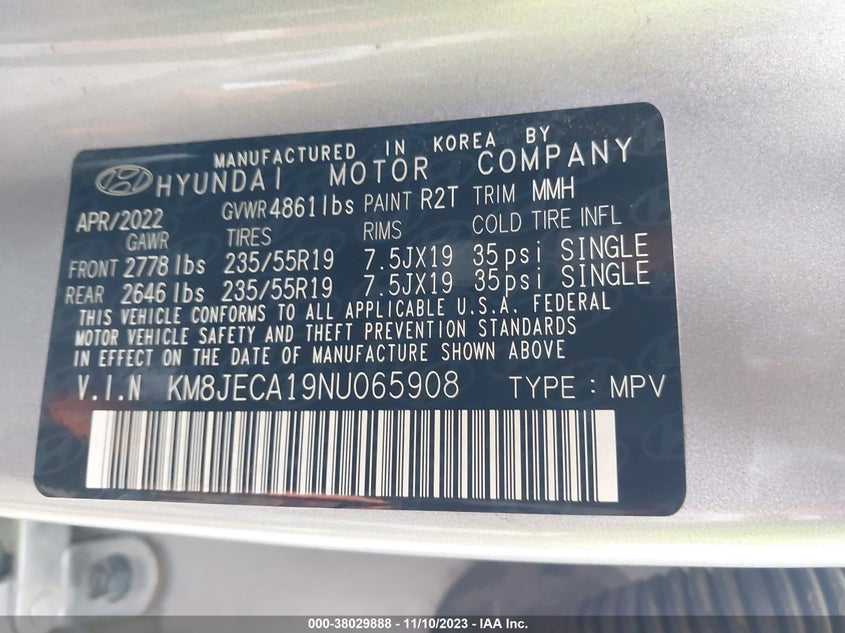 MANUFACTURED IN KOREA BY
HYUNDAI MOTOR COMPANY
APR/2022 GVWR 4861lbs PAINT R2T TRIM MMH
GAWR TIRES RIMS COLD TIRE INFL
FRONT 2778 lbs 235/55R19 7.5JX19 35psi SINGLE
REAR 2646 lbs 235/55R19 7.5JX19 35psi SINGLE
THIS VEHICLE CONFORMS TO ALL APPLICABLE U.S.A. FEDERAL
MOTOR VEHICLE SAFETY AND THEFT PREVENTION STANDARDS
IN EFFECT ON THE DATE OF MANUFACTURE SHOWN ABOVE
V.I.N KM8JECA19NU065908 TYPE : MPV
000-38029888 - 11/10/2023 - IAA Inc.